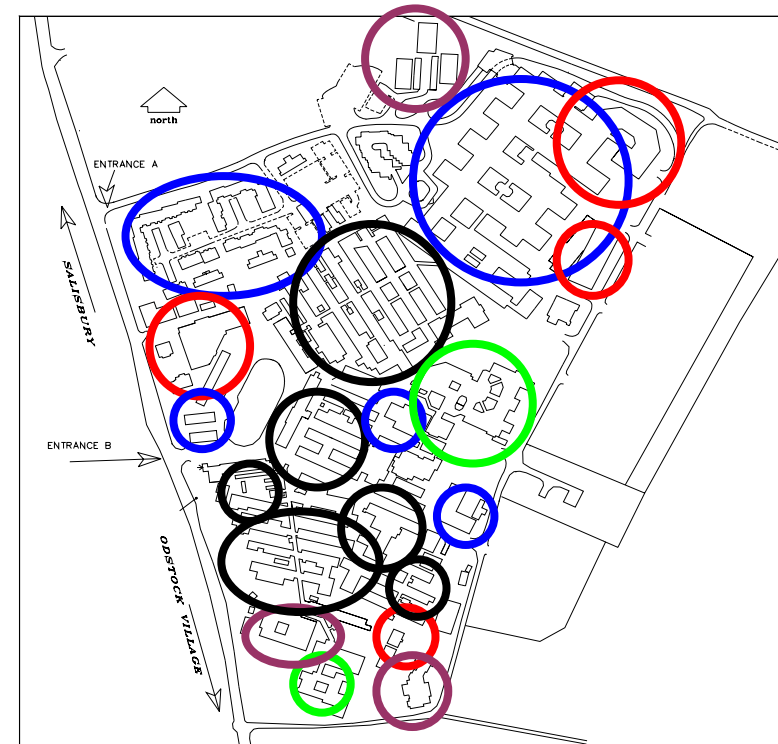 north
ENTRANCE A
SALISBURY
ENTRANCE B
ODSTOCK VILLAGE